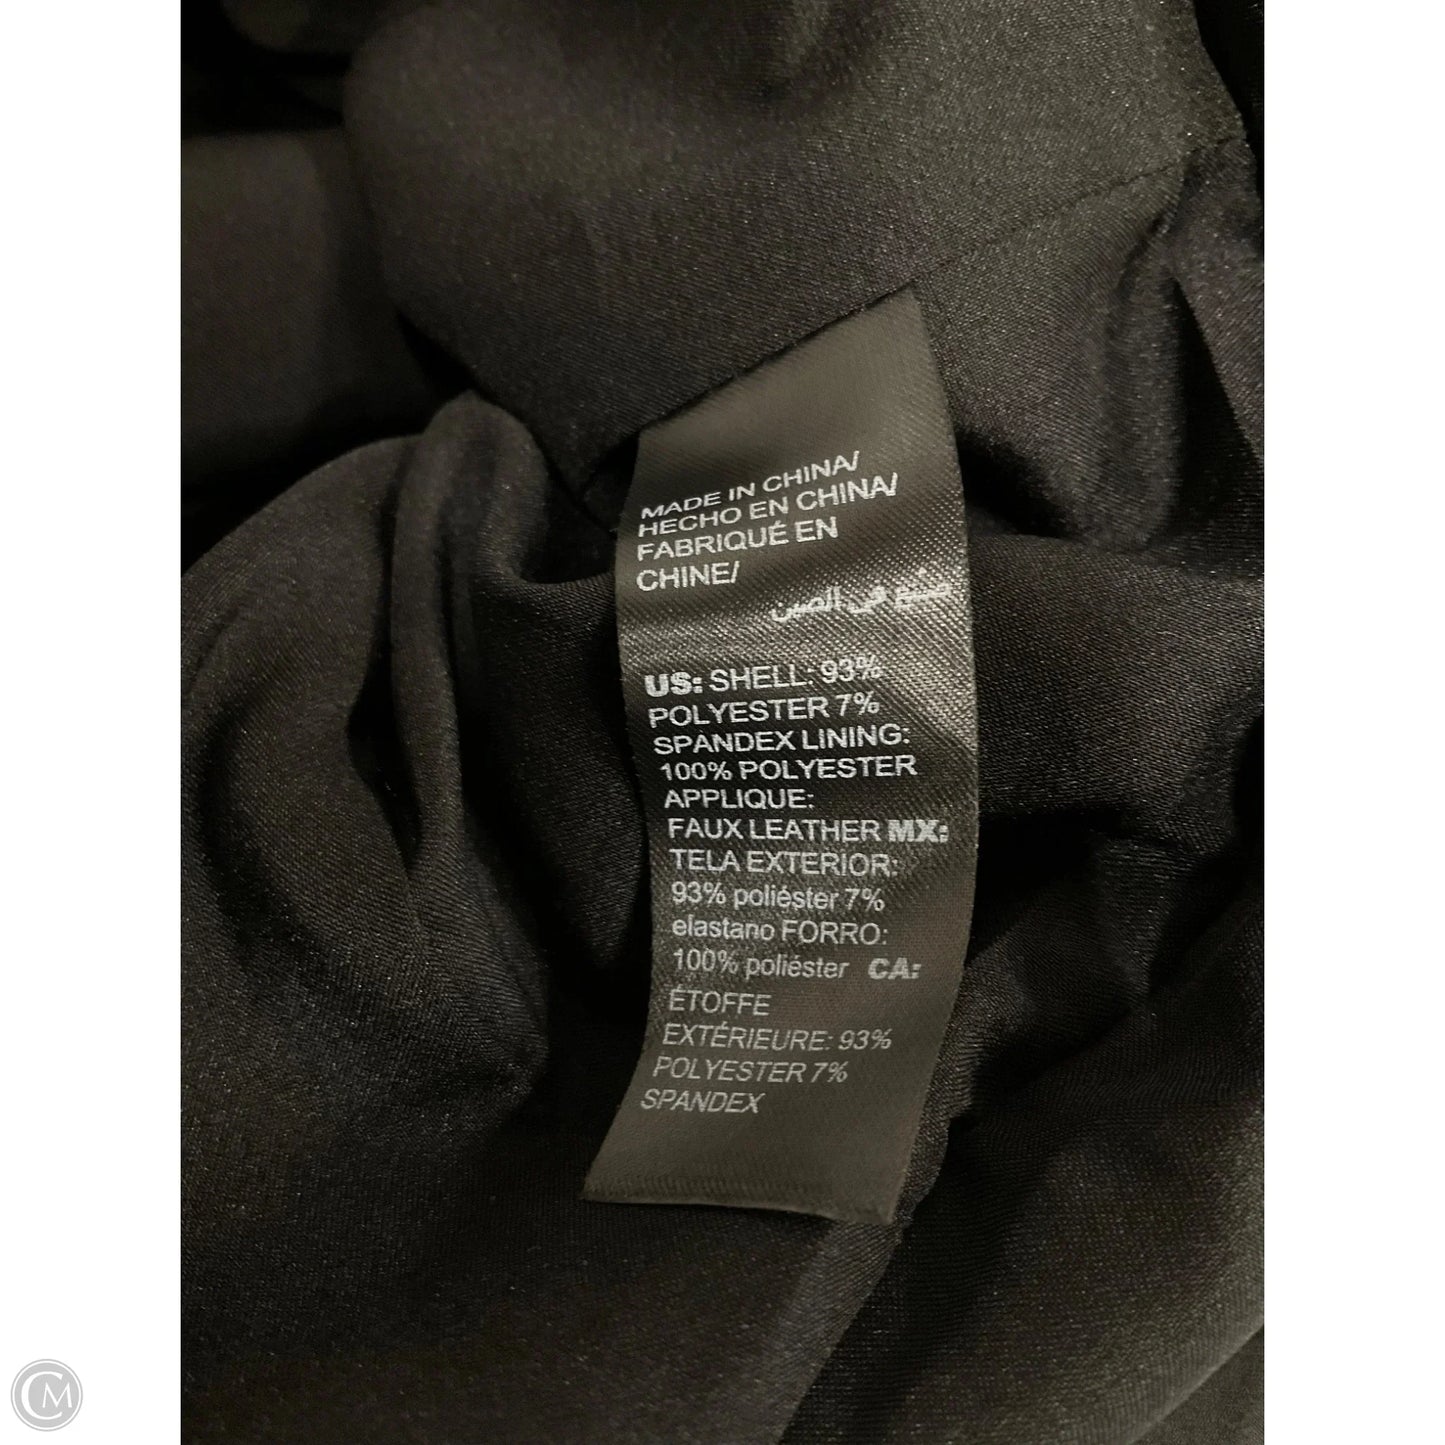 MADE IN CHINA/
HECHO EN CHINA/
FABRIQUÉ EN
CHINE/
صنع في الصين
US: SHELL: 93%
POLYESTER 7%
SPANDEX LINING:
100% POLYESTER
APPLIQUE:
FAUX LEATHER MX:
TELA EXTERIOR:
93% poliéster 7%
elastano FORRO:
100% poliéster CA:
ÉTOFFE
EXTÉRIEURE: 93%
POLYESTER 7%
SPANDEX
CM